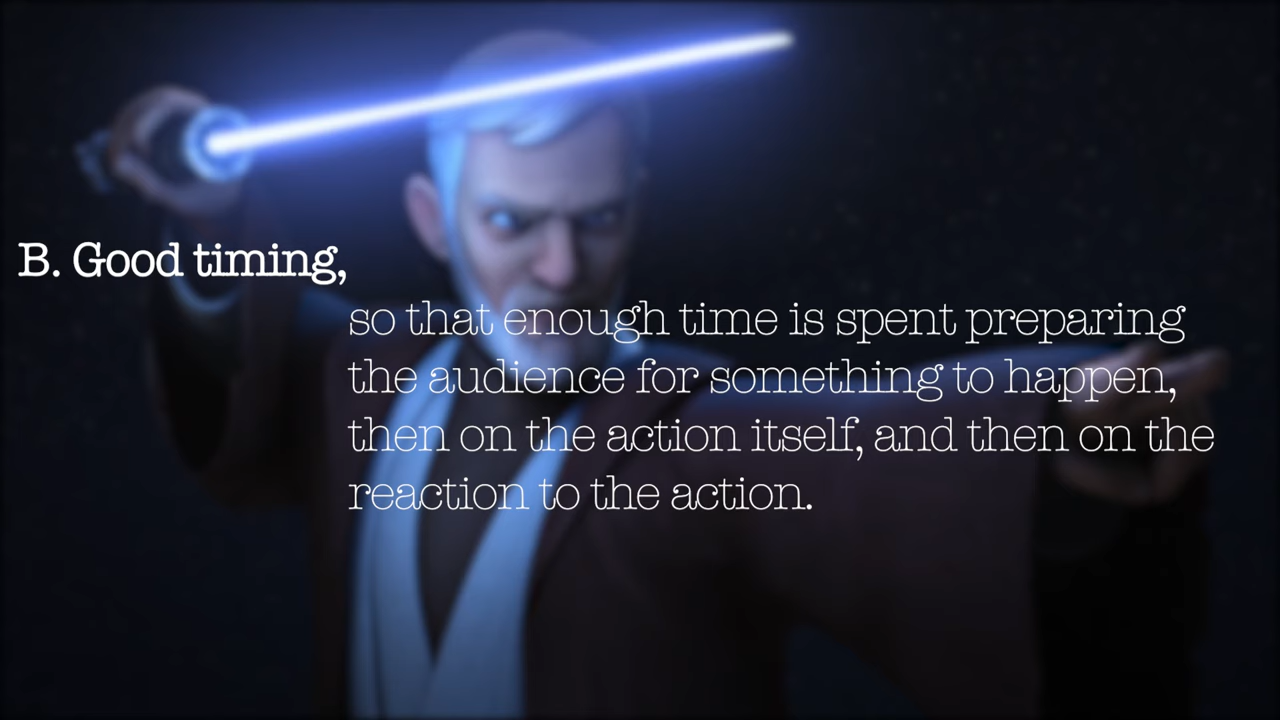 B. Good timing,
so that enough time is spent preparing
the audience for something to happen,
then on the action itself, and then on the
reaction to the action.